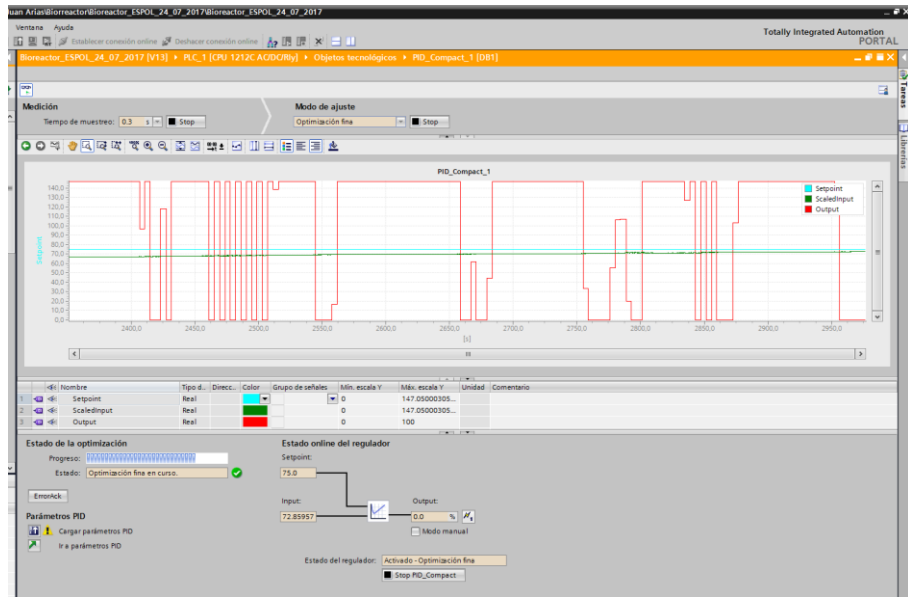 uan Arias\Biorreactor\Bioreactor_ESPOL_24_07_2017\Bioreactor_ESPOL_24_07_2017
Ventana Ayuda
Establecer conexión online Deshacer conexión online
Totally Integrated Automation
PORTAL
Bioreactor_ESPOL_24_07_2017 [V13] PLC_1 [CPU 1212C AC/DC/Rly] Objetos tecnológicos PID_Compact_1 [DB1]
Tareas
Librerías
Medición
Modo de ajuste
Tiempo de muestreo: 0.3 s Stop
Optimización fina Stop
PID_Compact_1
Setpoint
ScaledInput
Output
Setpoint
140,0
130,0
120,0
110,0
100,0
90,0
80,0
70,0
60,0
50,0
40,0
30,0
20,0
10,0
0,0
2400,0 2450,0 2500,0 2550,0 2600,0 2650,0 2700,0 2750,0 2800,0 2850,0 2900,0 2950,0
[s]
Nombre Tipo d.. Direcc.. Color Grupo de señales Mín. escala Y Máx. escala Y Unidad Comentario
1 Setpoint Real 0 147.05000305...
2 ScaledInput Real 0 147.05000305...
3 Output Real 0 100
Estado de la optimización
Progreso:
Estado: Optimización fina en curso.
ErrorAck
Parámetros PID
Cargar parámetros PID
Ir a parámetros PID
Estado online del regulador
Setpoint:
75.0
Input:
72.85957
Output:
0.0 %
Modo manual
Estado del regulador: Activado - Optimización fina
Stop PID_Compact